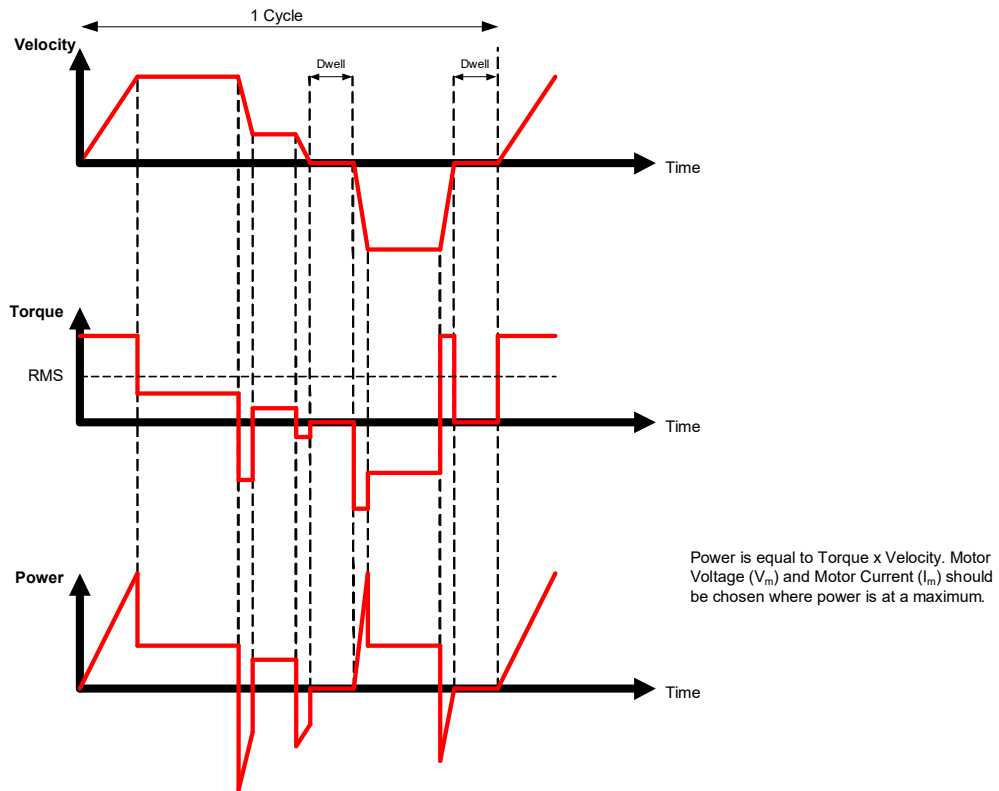 1 Cycle
Velocity
Dwell
Dwell
Time
Torque
RMS
Time
Power is equal to Torque x Velocity. Motor
Voltage (Vm) and Motor Current (Im) should
be chosen where power is at a maximum.
Power
Time